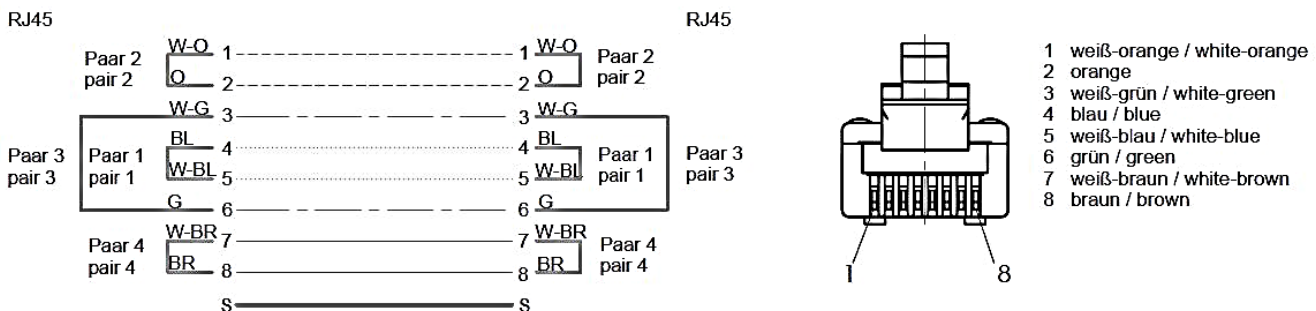 RJ45 RJ45
W-O 1 1 W-O
Paar 2 Paar 2
pair 2 pair 2
O 2 2 O
W-G 3 3 W-G
BL 4 4 BL
Paar 3 Paar 1 Paar 1 Paar 3
pair 3 pair 1 pair 1 pair 3
W-BL 5 5 W-BL
G 6 6 G
W-BR 7 7 W-BR
Paar 4 Paar 4
pair 4 pair 4
BR 8 8 BR
S S
1 8
1 weiß-orange / white-orange
2 orange
3 weiß-grün / white-green
4 blau / blue
5 weiß-blau / white-blue
6 grün / green
7 weiß-braun / white-brown
8 braun / brown